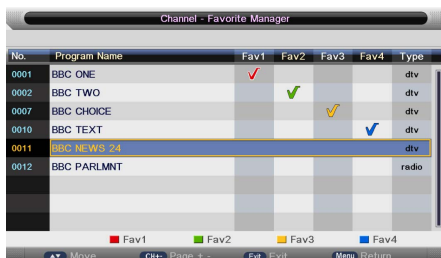 Channel - Favorite Manager
No. Program Name Fav1 Fav2 Fav3 Fav4 Type
0001 BBC ONE dtv
0002 BBC TWO dtv
0007 BBC CHOICE dtv
0010 BBC TEXT dtv
0011 BBC NEWS 24 dtv
0012 BBC PARLMNT radio
Fav1 Fav2 Fav3 Fav4
Move CH+- Page + - Exit Exit Menu Return